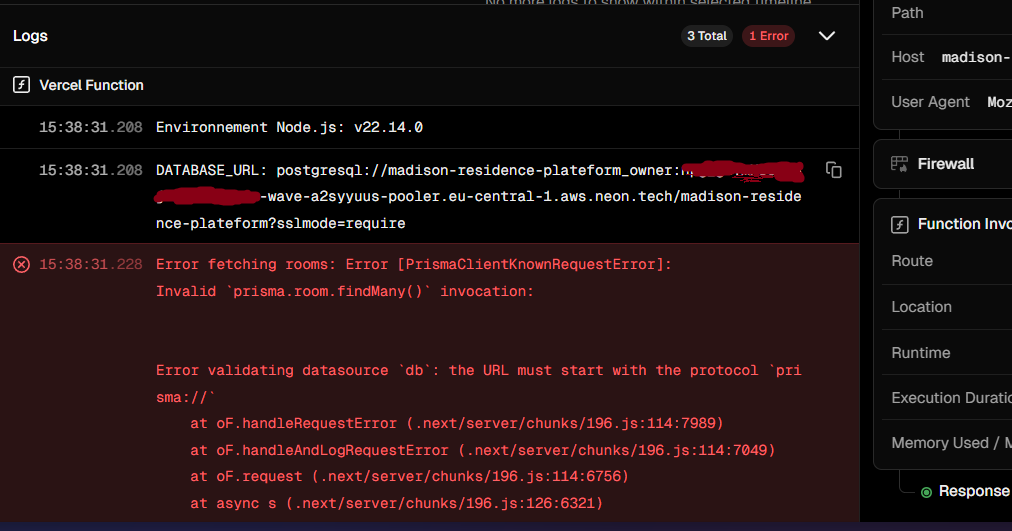 No more logs to show within selected timeline
Logs
3 Total
1 Error
Vercel Function
15:38:31.208 Environnement Node.js: v22.14.0
15:38:31.208 DATABASE_URL: postgresql://madison-residence-plateform_owner:
-wave-a2syyuus-pooler.eu-central-1.aws.neon.tech/madison-reside
nce-platform?sslmode=require
15:38:31.228 Error fetching rooms: Error [PrismaClientKnownRequestError]:
Invalid `prisma.room.findMany()` invocation:
Error validating datasource `db`: the URL must start with the protocol `pri
sma://`
at oF.handleRequestError (.next/server/chunks/196.js:114:7989)
at oF.handleAndLogRequestError (.next/server/chunks/196.js:114:7049)
at oF.request (.next/server/chunks/196.js:114:6756)
at async s (.next/server/chunks/196.js:126:6321)
Path
Host madison-
User Agent Moz
Firewall
Function Invo
Route
Location
Runtime
Execution Duratio
Memory Used / M
Response